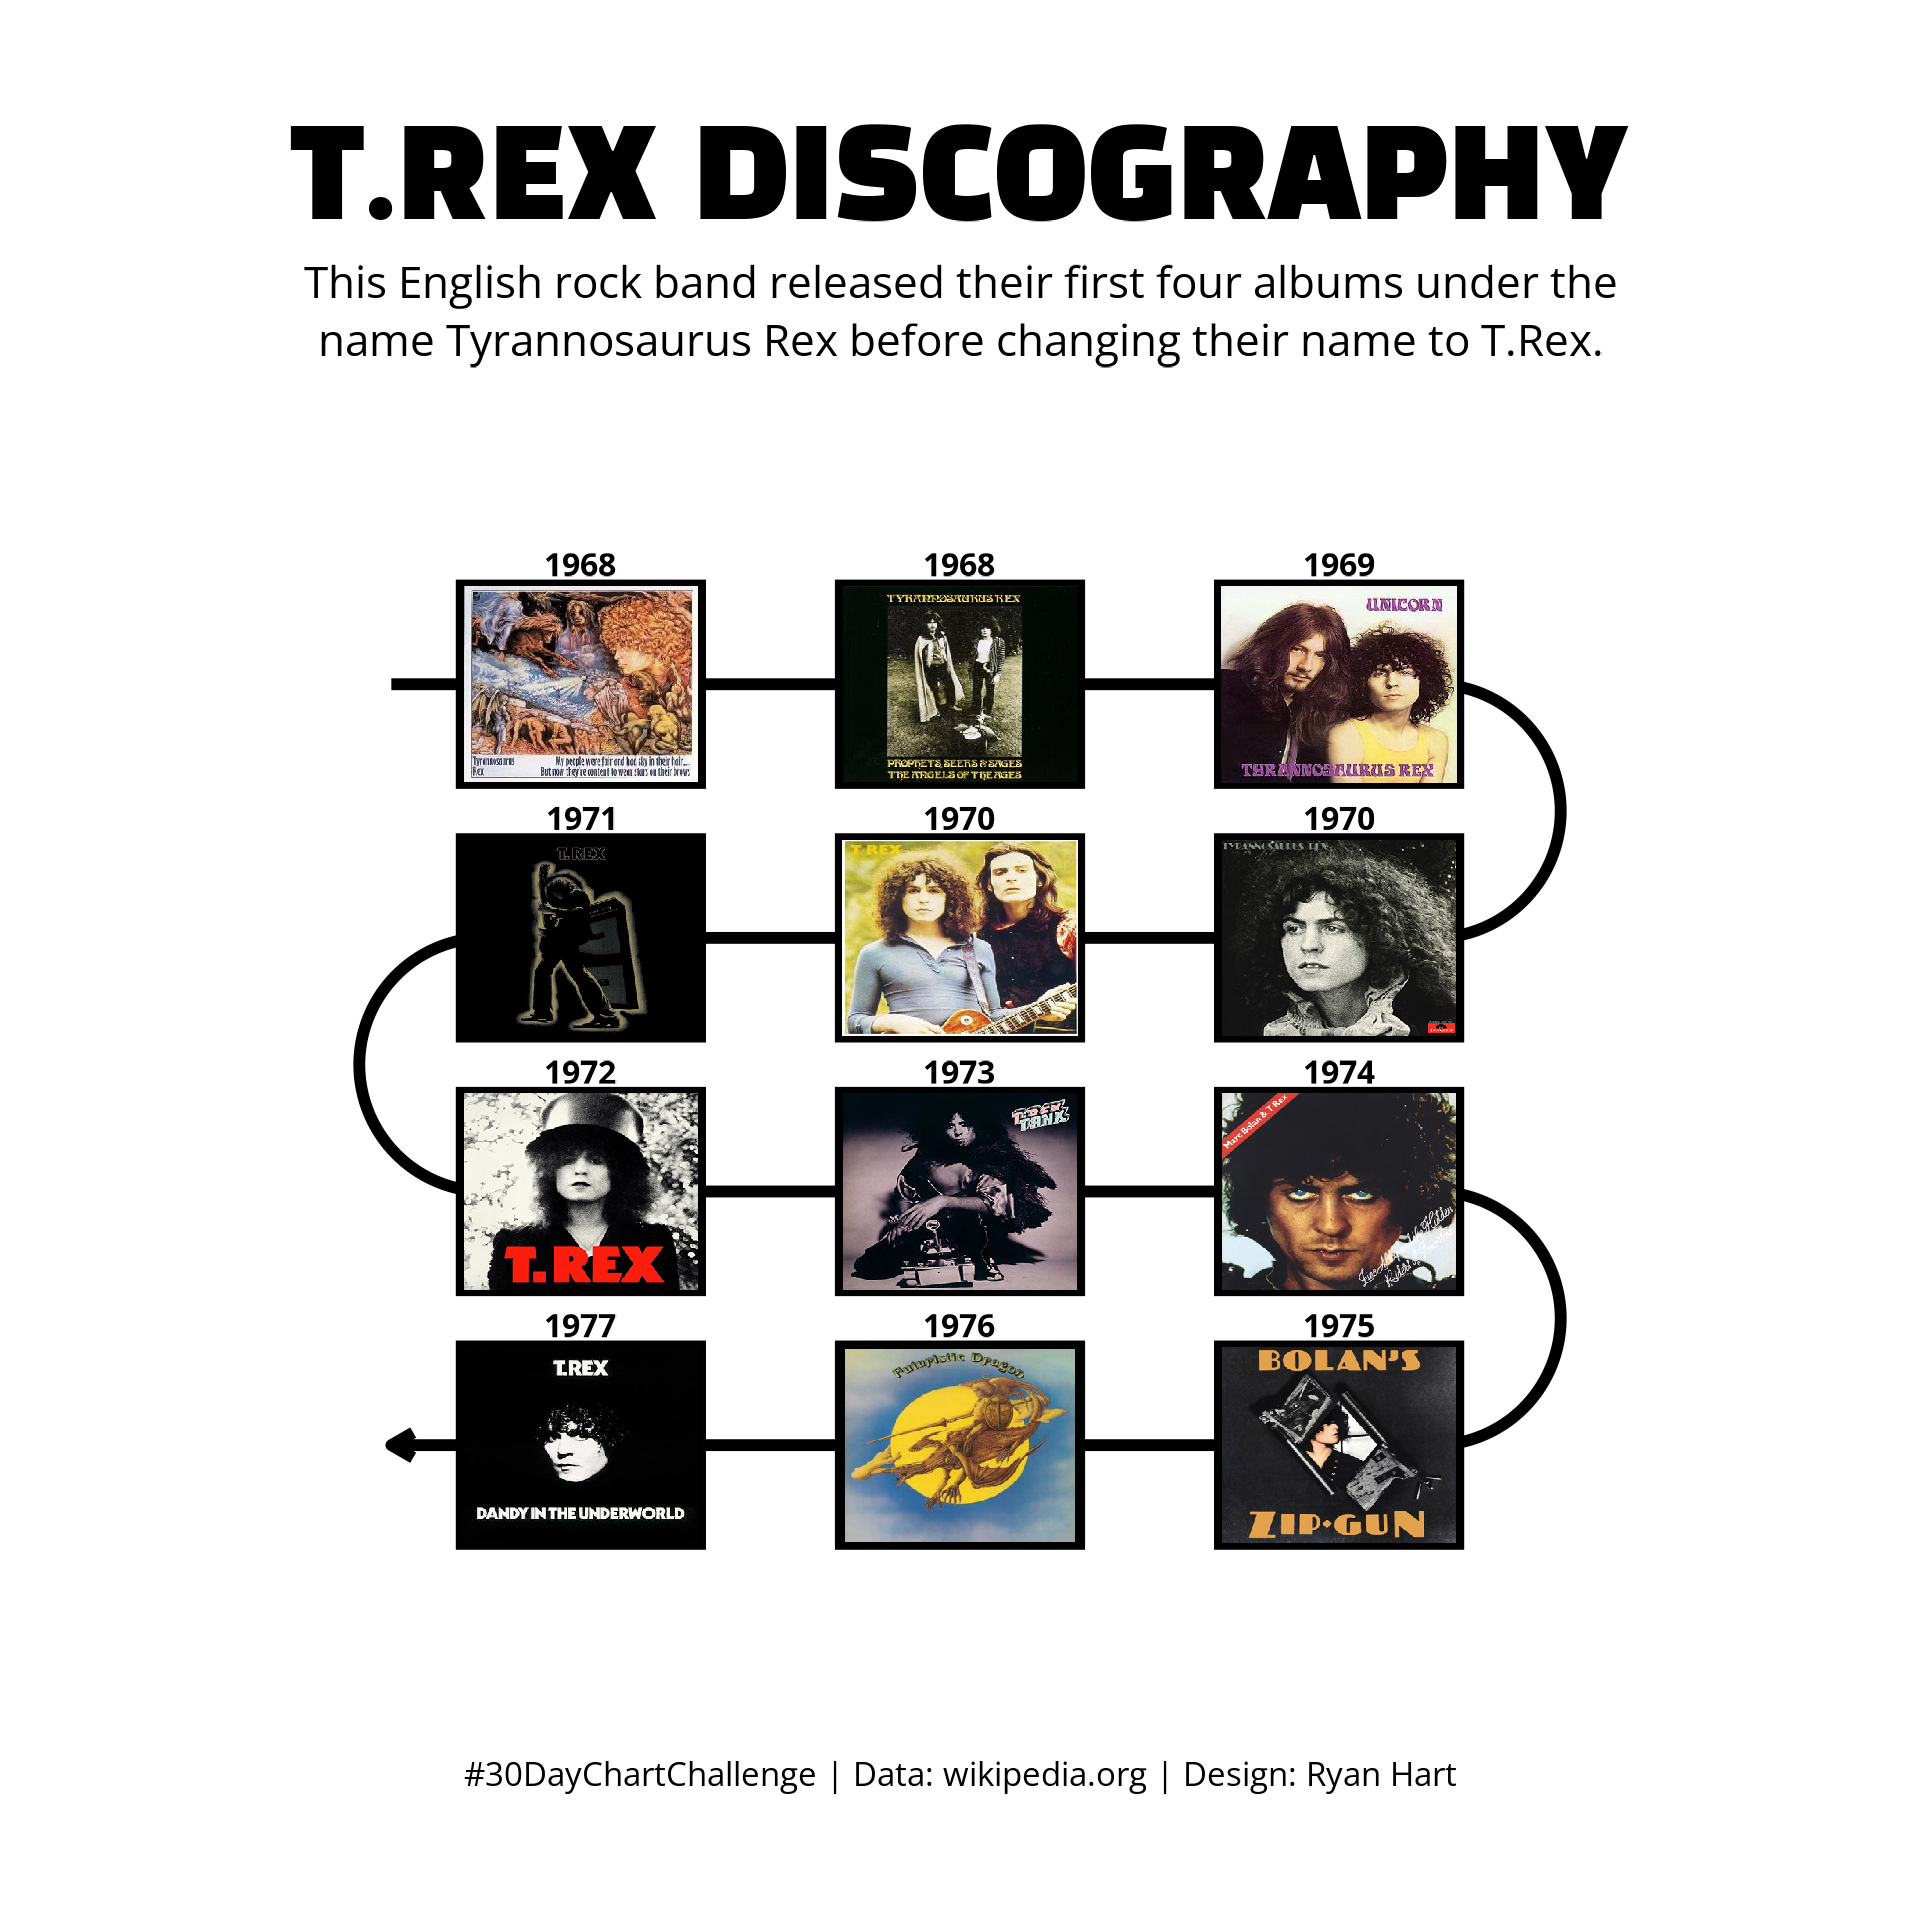 T.REX DISCOGRAPHY
This English rock band released their first four albums under the
name Tyrannosaurus Rex before changing their name to T.Rex.
1968
Tyrannosaurus
Rex
My people were fair and had sky in their hair....
But now they're content to wear stars on their brows
1968
TYRANNOSAURUS REX
PROPHETS, SEERS & SAGES
THE ANGELS OF THE AGES
1969
UNICORN
TYRANNOSAURUS REX
1971
T. REX
1970
T·REX
1970
TYRANNOSAURUS REX
1972
T.REX
1973
T.REX
TANX
1974
Marc Bolan & T Rex
1977
T.REX
DANDY IN THE UNDERWORLD
1976
Futuristic Dragon
1975
BOLAN'S
ZIP·GUN
#30DayChartChallenge | Data: wikipedia.org | Design: Ryan Hart